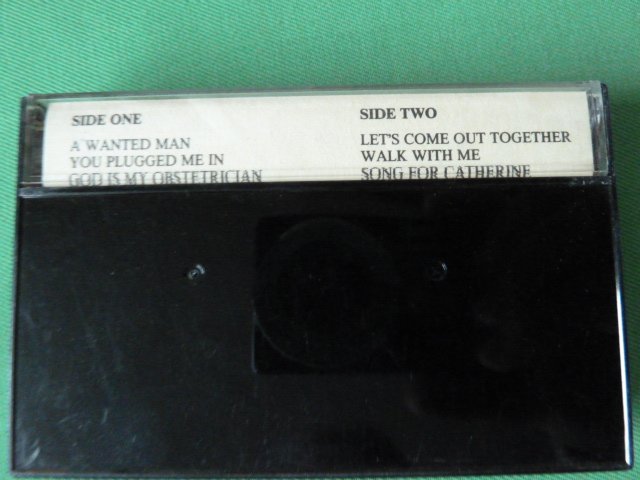 SIDE ONE
A WANTED MAN
YOU PLUGGED ME IN
GOD IS MY OBSTETRICIAN
SIDE TWO
LET'S COME OUT TOGETHER
WALK WITH ME
SONG FOR CATHERINE